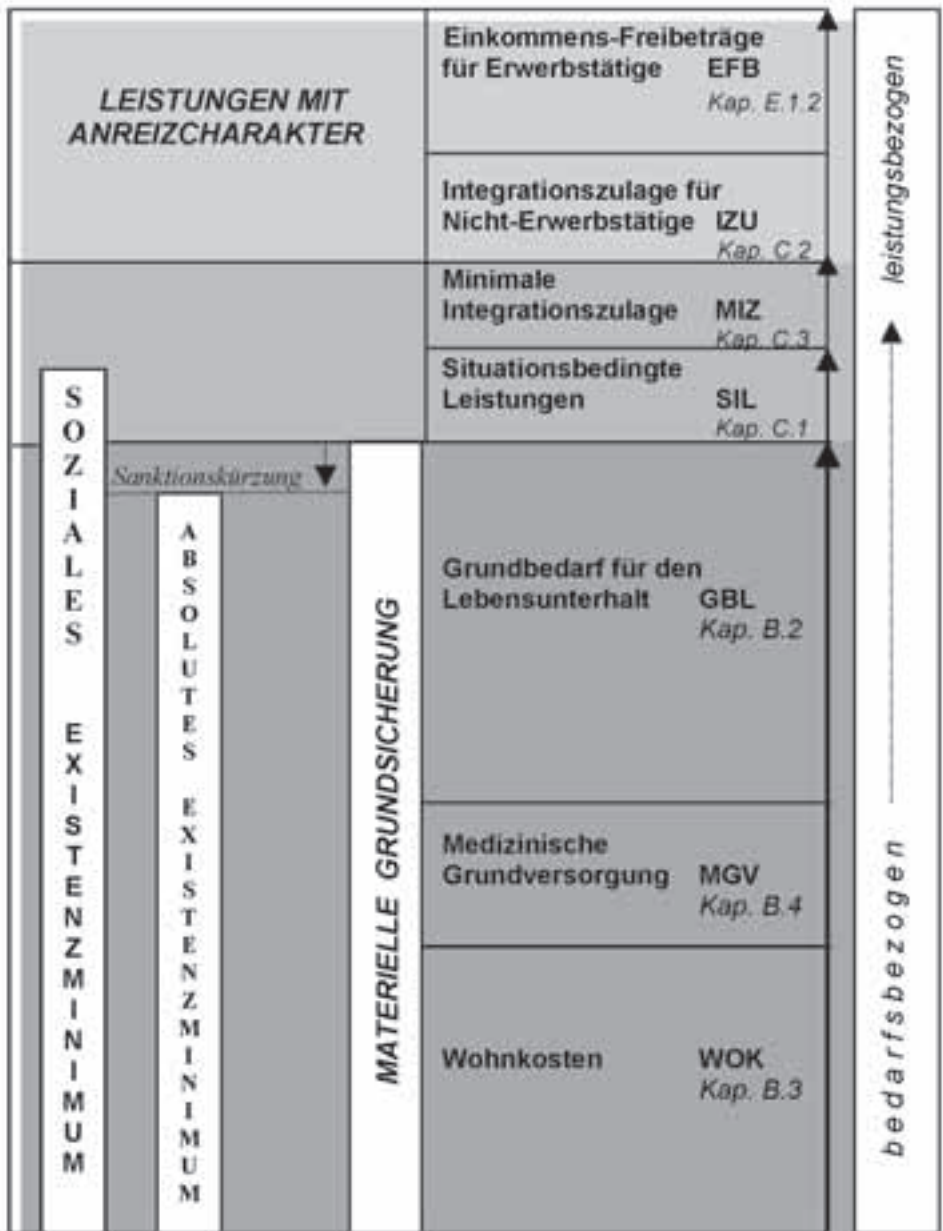 LEISTUNGEN MIT
ANREIZCHARAKTER
Einkommens-Freibeträge
für Erwerbstätige EFB
Kap. E.1.2
Integrationszulage für
Nicht-Erwerbstätige IZU
Kap. C 2
Minimale
Integrationszulage MIZ
Kap. C.3
Situationsbedingte
Leistungen SIL
Kap. C.1
Sanktionskürzung
SOZIALES EXISTENZMINIMUM
ABSOLUTES EXISTENZMINIMUM
MATERIELLE GRUNDSICHERUNG
Grundbedarf für den
Lebensunterhalt GBL
Kap. B.2
Medizinische
Grundversorgung MGV
Kap. B.4
Wohnkosten WOK
Kap. B.3
leistungsbezogen
bedarfsbezogen